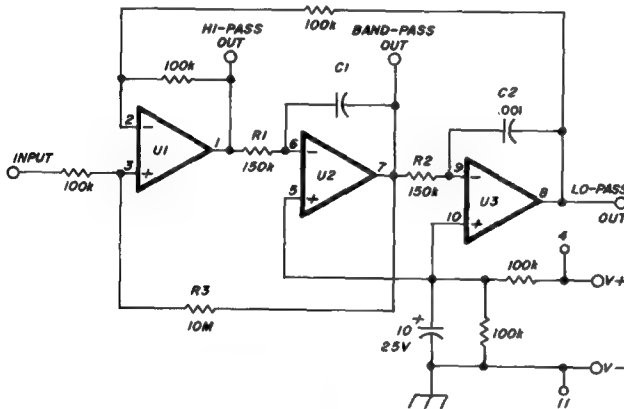 100k
HI-PASS
OUT
BAND-PASS
OUT
100k
C1
C2
.001
2
-
U1
1
R1
150k
6
-
U2
7
R2
150k
9
-
U3
8
LO-PASS
OUT
INPUT
100k
3
+
5
+
10
+
4
100k
V+
R3
10M
+
10
25V
100k
V-
11